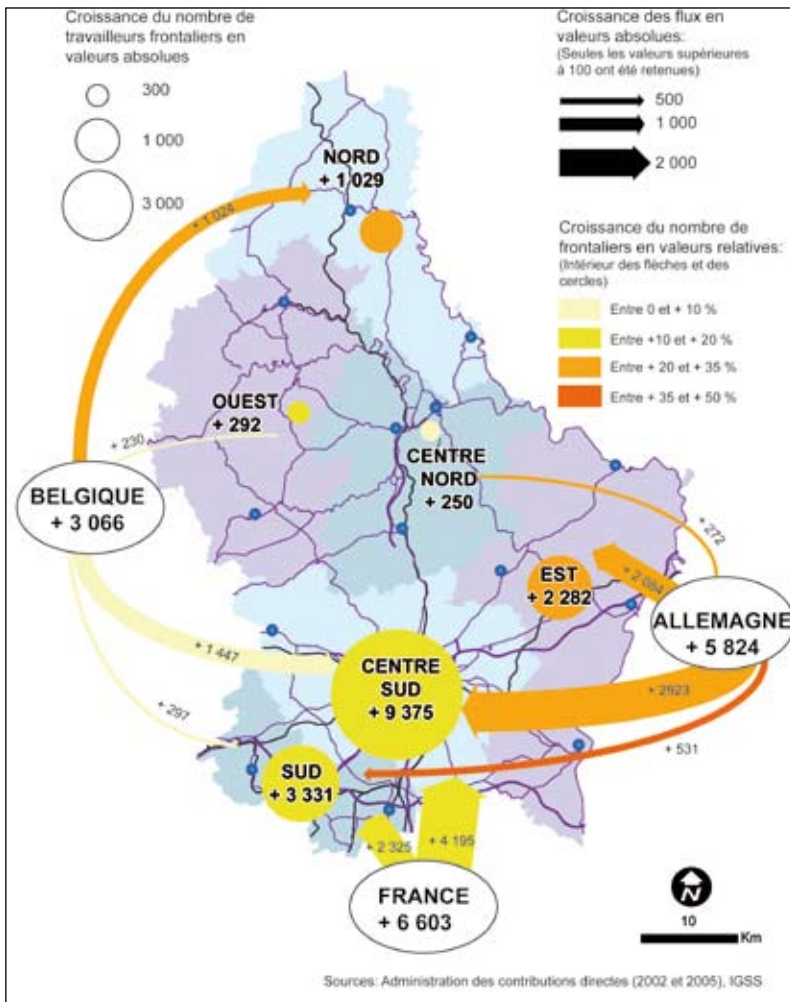 Croissance du nombre de
travailleurs frontaliers en
valeurs absolues
300
1 000
3 000
Croissance des flux en
valeurs absolues:
(Seules les valeurs supérieures
à 100 ont été retenues)
500
1 000
2 000
Croissance du nombre de
frontaliers en valeurs relatives:
(Intérieur des flèches et des
cercles)
Entre 0 et + 10 %
Entre +10 et + 20 %
Entre + 20 et + 35 %
Entre + 35 et + 50 %
NORD
+ 1 029
+ 1 024
OUEST
+ 292
+ 230
CENTRE
NORD
+ 250
BELGIQUE
+ 3 066
+ 272
EST
+ 2 282
+ 2 084
ALLEMAGNE
+ 5 824
+ 1 447
CENTRE
SUD
+ 9 375
+ 2623
+ 297
+ 531
SUD
+ 3 331
+ 2 325
+ 4 195
FRANCE
+ 6 603
N
10
Km
Sources: Administration des contributions directes (2002 et 2005), IGSS